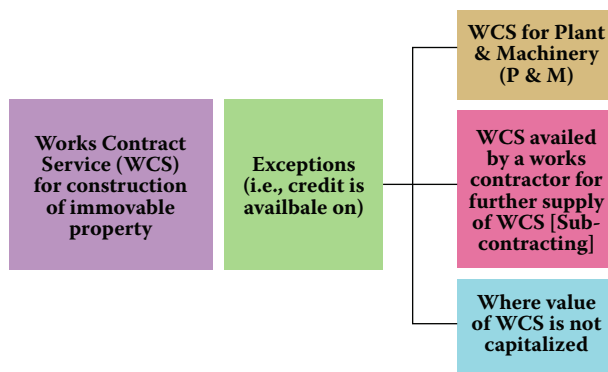 Works Contract
Service (WCS)
for construction
of immovable
property
Exceptions
(i.e., credit is
availbale on)
WCS for Plant
& Machinery
(P & M)
WCS availed
by a works
contractor for
further supply
of WCS [Sub-
contracting]
Where value
of WCS is not
capitalized